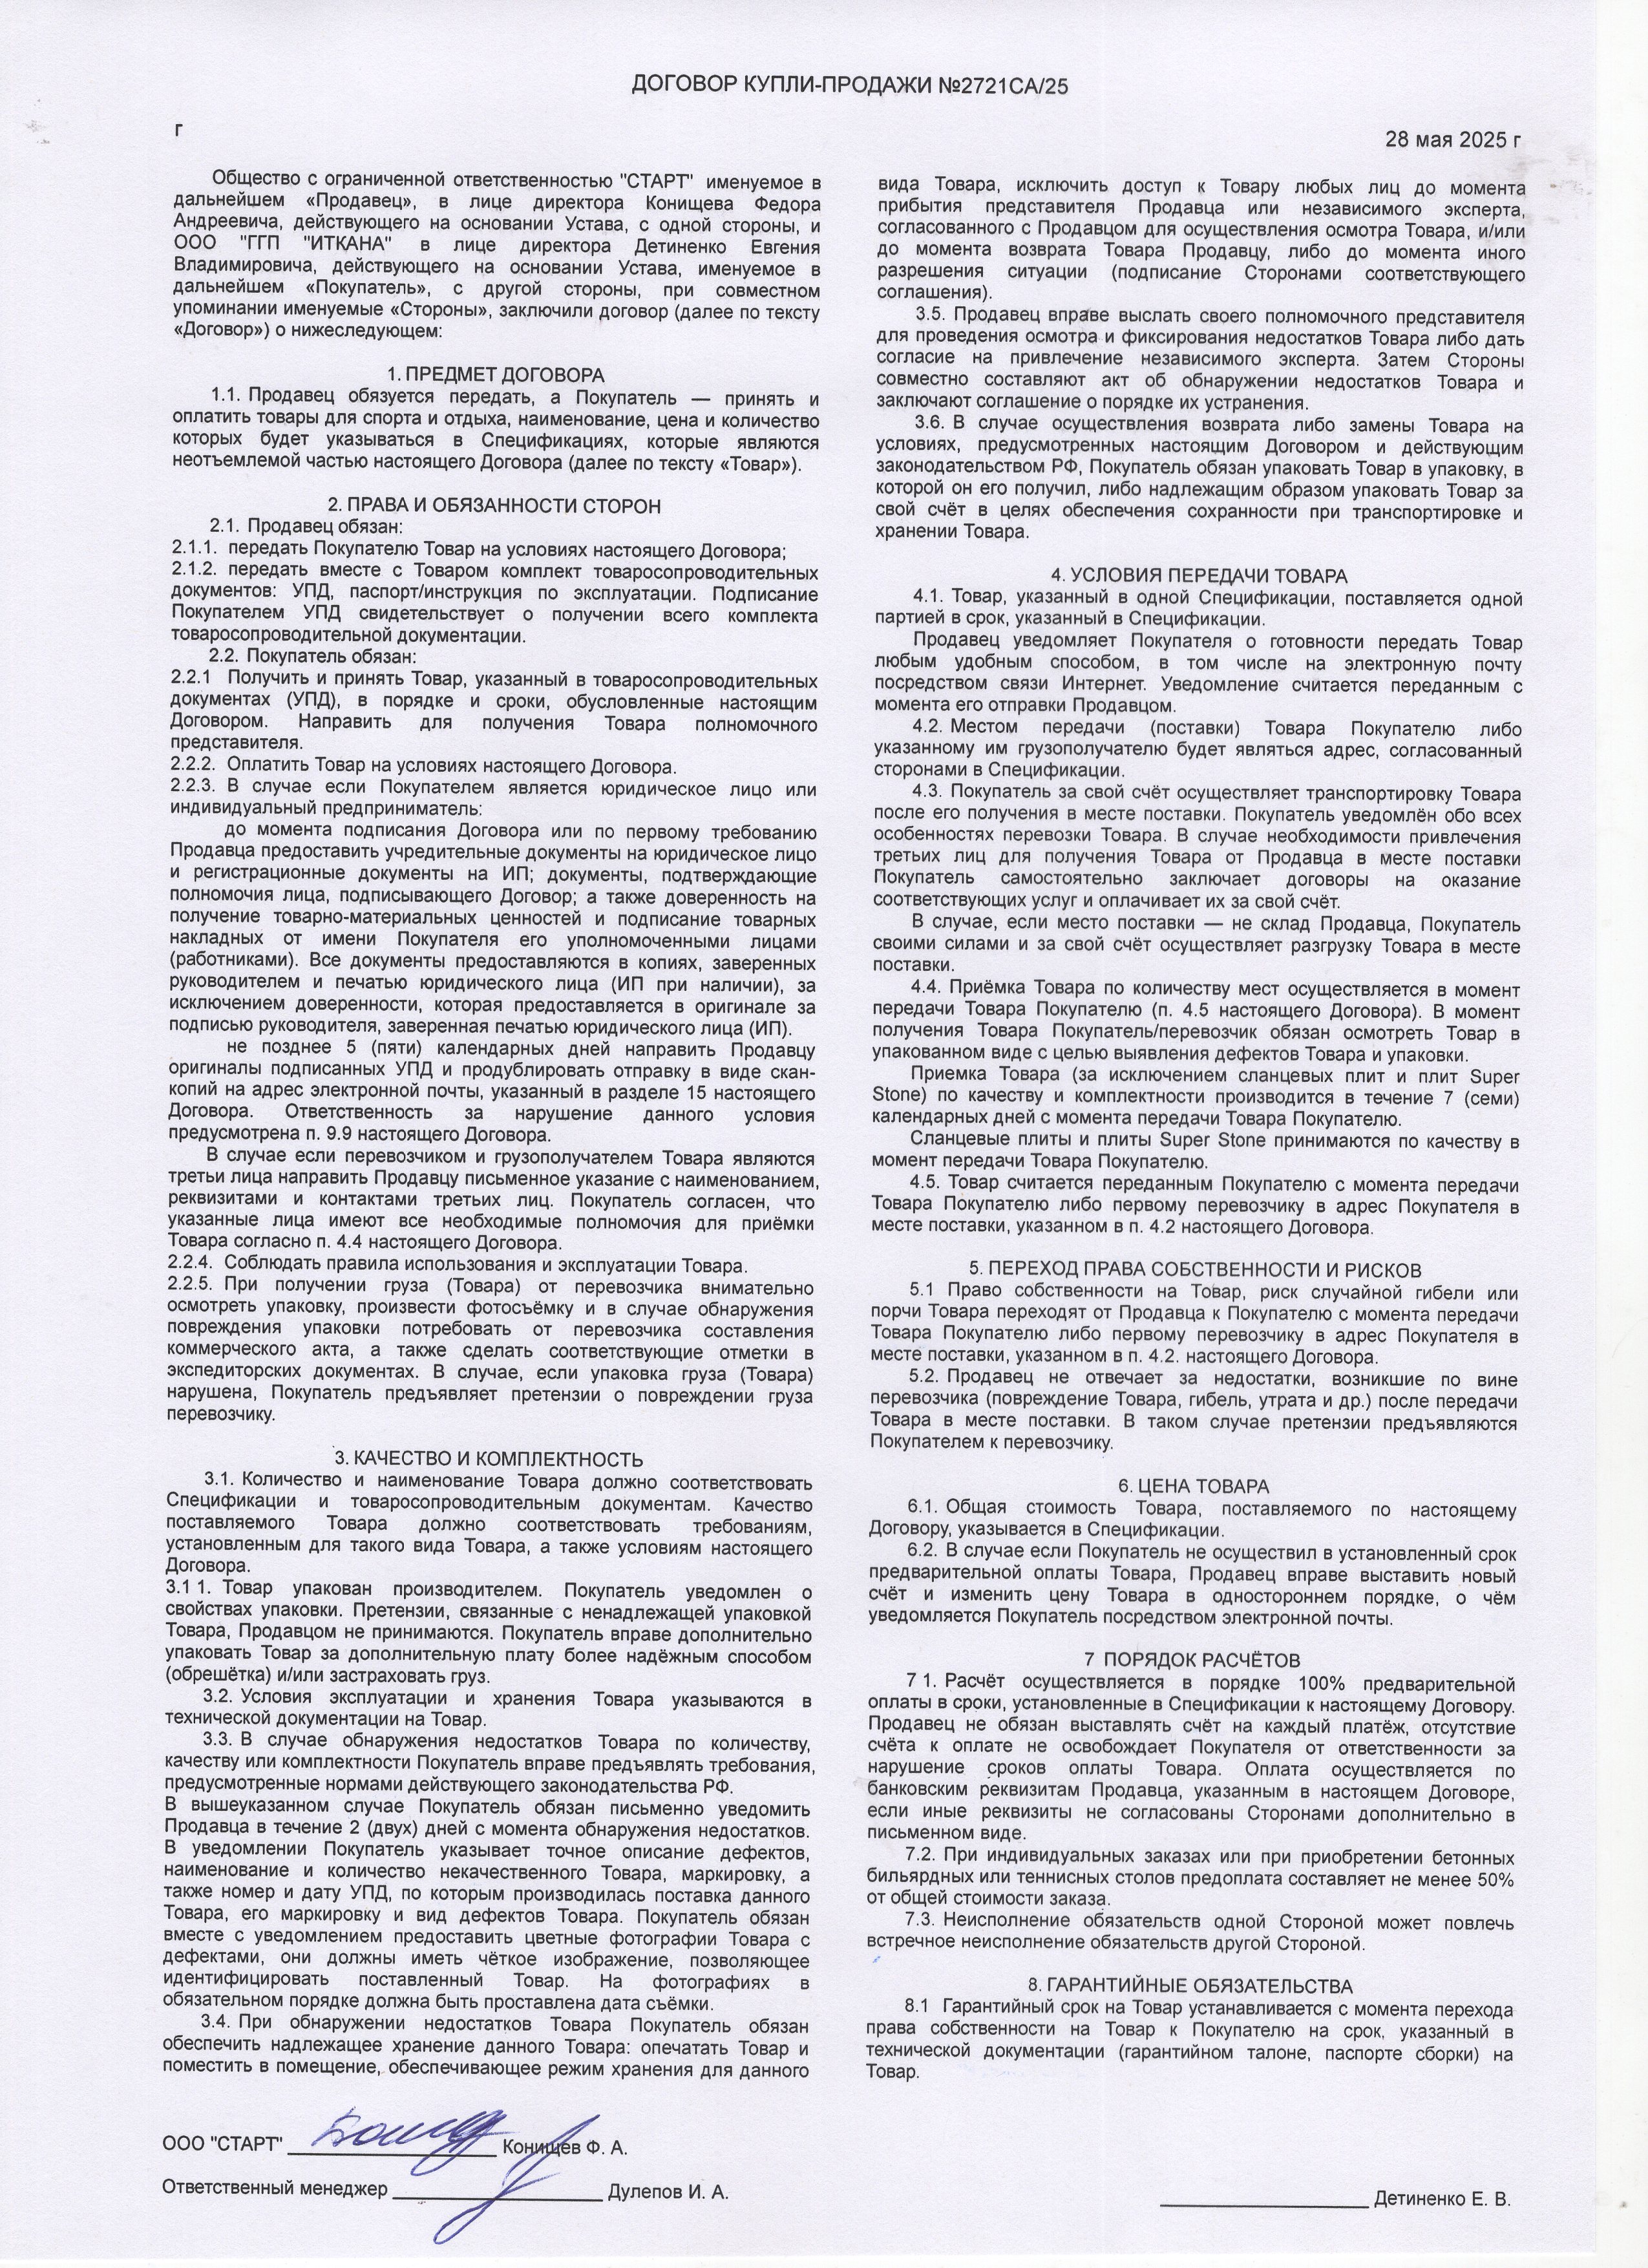 ДОГОВОР КУПЛИ-ПРОДАЖИ №2721СА/25
г
28 мая 2025 г
Общество с ограниченной ответственностью "СТАРТ" именуемое в
дальнейшем «Продавец», в лице директора Конищева Федора
Андреевича, действующего на основании Устава, с одной стороны, и
ООО "ГГП "ИТКАНА" в лице директора Детиненко Евгения
Владимировича, действующего на основании Устава, именуемое в
дальнейшем «Покупатель», с другой стороны, при совместном
упоминании именуемые «Стороны», заключили договор (далее по тексту
«Договор») о нижеследующем:
1. ПРЕДМЕТ ДОГОВОРА
1.1. Продавец обязуется передать, а Покупатель — принять и
оплатить товары для спорта и отдыха, наименование, цена и количество
которых будет указываться в Спецификациях, которые являются
неотъемлемой частью настоящего Договора (далее по тексту «Товар»).
2. ПРАВА И ОБЯЗАННОСТИ СТОРОН
2.1. Продавец обязан:
2.1.1. передать Покупателю Товар на условиях настоящего Договора;
2.1.2. передать вместе с Товаром комплект товаросопроводительных
документов: УПД, паспорт/инструкция по эксплуатации. Подписание
Покупателем УПД свидетельствует о получении всего комплекта
товаросопроводительной документации.
2.2. Покупатель обязан:
2.2.1 Получить и принять Товар, указанный в товаросопроводительных
документах (УПД), в порядке и сроки, обусловленные настоящим
Договором. Направить для получения Товара полномочного
представителя.
2.2.2. Оплатить Товар на условиях настоящего Договора.
2.2.3. В случае если Покупателем является юридическое лицо или
индивидуальный предприниматель:
до момента подписания Договора или по первому требованию
Продавца предоставить учредительные документы на юридическое лицо
и регистрационные документы на ИП; документы, подтверждающие
полномочия лица, подписывающего Договор; а также доверенность на
получение товарно-материальных ценностей и подписание товарных
накладных от имени Покупателя его уполномоченными лицами
(работниками). Все документы предоставляются в копиях, заверенных
руководителем и печатью юридического лица (ИП при наличии), за
исключением доверенности, которая предоставляется в оригинале за
подписью руководителя, заверенная печатью юридического лица (ИП).
не позднее 5 (пяти) календарных дней направить Продавцу
оригиналы подписанных УПД и продублировать отправку в виде скан-
копий на адрес электронной почты, указанный в разделе 15 настоящего
Договора. Ответственность за нарушение данного условия
предусмотрена п. 9.9 настоящего Договора.
В случае если перевозчиком и грузополучателем Товара являются
третьи лица направить Продавцу письменное указание с наименованием,
реквизитами и контактами третьих лиц. Покупатель согласен, что
указанные лица имеют все необходимые полномочия для приёмки
Товара согласно п. 4.4 настоящего Договора.
2.2.4. Соблюдать правила использования и эксплуатации Товара.
2.2.5. При получении груза (Товара) от перевозчика внимательно
осмотреть упаковку, произвести фотосъёмку и в случае обнаружения
повреждения упаковки потребовать от перевозчика составления
коммерческого акта, а также сделать соответствующие отметки в
экспедиторских документах. В случае, если упаковка груза (Товара)
нарушена, Покупатель предъявляет претензии о повреждении груза
перевозчику.
3. КАЧЕСТВО И КОМПЛЕКТНОСТЬ
3.1. Количество и наименование Товара должно соответствовать
Спецификации и товаросопроводительным документам. Качество
поставляемого Товара должно соответствовать требованиям,
установленным для такого вида Товара, а также условиям настоящего
Договора.
3.1 1. Товар упакован производителем. Покупатель уведомлен о
свойствах упаковки. Претензии, связанные с ненадлежащей упаковкой
Товара, Продавцом не принимаются. Покупатель вправе дополнительно
упаковать Товар за дополнительную плату более надёжным способом
(обрешётка) и/или застраховать груз.
3.2. Условия эксплуатации и хранения Товара указываются в
технической документации на Товар.
3.3. В случае обнаружения недостатков Товара по количеству,
качеству или комплектности Покупатель вправе предъявлять требования,
предусмотренные нормами действующего законодательства РФ.
В вышеуказанном случае Покупатель обязан письменно уведомить
Продавца в течение 2 (двух) дней с момента обнаружения недостатков.
В уведомлении Покупатель указывает точное описание дефектов,
наименование и количество некачественного Товара, маркировку, а
также номер и дату УПД, по которым производилась поставка данного
Товара, его маркировку и вид дефектов Товара. Покупатель обязан
вместе с уведомлением предоставить цветные фотографии Товара с
дефектами, они должны иметь чёткое изображение, позволяющее
идентифицировать поставленный Товар. На фотографиях в
обязательном порядке должна быть проставлена дата съёмки.
3.4. При обнаружении недостатков Товара Покупатель обязан
обеспечить надлежащее хранение данного Товара: опечатать Товар и
поместить в помещение, обеспечивающее режим хранения для данного
вида Товара, исключить доступ к Товару любых лиц до момента
прибытия представителя Продавца или независимого эксперта,
согласованного с Продавцом для осуществления осмотра Товара, и/или
до момента возврата Товара Продавцу, либо до момента иного
разрешения ситуации (подписание Сторонами соответствующего
соглашения).
3.5. Продавец вправе выслать своего полномочного представителя
для проведения осмотра и фиксирования недостатков Товара либо дать
согласие на привлечение независимого эксперта. Затем Стороны
совместно составляют акт об обнаружении недостатков Товара и
заключают соглашение о порядке их устранения.
3.6. В случае осуществления возврата либо замены Товара на
условиях, предусмотренных настоящим Договором и действующим
законодательством РФ, Покупатель обязан упаковать Товар в упаковку, в
которой он его получил, либо надлежащим образом упаковать Товар за
свой счёт в целях обеспечения сохранности при транспортировке и
хранении Товара.
4. УСЛОВИЯ ПЕРЕДАЧИ ТОВАРА
4.1. Товар, указанный в одной Спецификации, поставляется одной
партией в срок, указанный в Спецификации.
Продавец уведомляет Покупателя о готовности передать Товар
любым удобным способом, в том числе на электронную почту
посредством связи Интернет. Уведомление считается переданным с
момента его отправки Продавцом.
4.2. Местом передачи (поставки) Товара Покупателю либо
указанному им грузополучателю будет являться адрес, согласованный
сторонами в Спецификации.
4.3. Покупатель за свой счёт осуществляет транспортировку Товара
после его получения в месте поставки. Покупатель уведомлён обо всех
особенностях перевозки Товара. В случае необходимости привлечения
третьих лиц для получения Товара от Продавца в месте поставки
Покупатель самостоятельно заключает договоры на оказание
соответствующих услуг и оплачивает их за свой счёт.
В случае, если место поставки — не склад Продавца, Покупатель
своими силами и за свой счёт осуществляет разгрузку Товара в месте
поставки.
4.4. Приёмка Товара по количеству мест осуществляется в момент
передачи Товара Покупателю (п. 4.5 настоящего Договора). В момент
получения Товара Покупатель/перевозчик обязан осмотреть Товар в
упакованном виде с целью выявления дефектов Товара и упаковки.
Приемка Товара (за исключением сланцевых плит и плит Super
Stone) по качеству и комплектности производится в течение 7 (семи)
календарных дней с момента передачи Товара Покупателю.
Сланцевые плиты и плиты Super Stone принимаются по качеству в
момент передачи Товара Покупателю.
4.5. Товар считается переданным Покупателю с момента передачи
Товара Покупателю либо первому перевозчику в адрес Покупателя в
месте поставки, указанном в п. 4.2 настоящего Договора.
5. ПЕРЕХОД ПРАВА СОБСТВЕННОСТИ И РИСКОВ
5.1 Право собственности на Товар, риск случайной гибели или
порчи Товара переходят от Продавца к Покупателю с момента передачи
Товара Покупателю либо первому перевозчику в адрес Покупателя в
месте поставки, указанном в п. 4.2. настоящего Договора.
5.2. Продавец не отвечает за недостатки, возникшие по вине
перевозчика (повреждение Товара, гибель, утрата и др.) после передачи
Товара в месте поставки. В таком случае претензии предъявляются
Покупателем к перевозчику.
6. ЦЕНА ТОВАРА
6.1. Общая стоимость Товара, поставляемого по настоящему
Договору, указывается в Спецификации.
6.2. В случае если Покупатель не осуществил в установленный срок
предварительной оплаты Товара, Продавец вправе выставить новый
счёт и изменить цену Товара в одностороннем порядке, о чём
уведомляется Покупатель посредством электронной почты.
7 ПОРЯДОК РАСЧЁТОВ
7 1. Расчёт осуществляется в порядке 100% предварительной
оплаты в сроки, установленные в Спецификации к настоящему Договору.
Продавец не обязан выставлять счёт на каждый платёж, отсутствие
счёта к оплате не освобождает Покупателя от ответственности за
нарушение сроков оплаты Товара. Оплата осуществляется по
банковским реквизитам Продавца, указанным в настоящем Договоре,
если иные реквизиты не согласованы Сторонами дополнительно в
письменном виде.
7.2. При индивидуальных заказах или при приобретении бетонных
бильярдных или теннисных столов предоплата составляет не менее 50%
от общей стоимости заказа.
7.3. Неисполнение обязательств одной Стороной может повлечь
встречное неисполнение обязательств другой Стороной.
8. ГАРАНТИЙНЫЕ ОБЯЗАТЕЛЬСТВА
8.1 Гарантийный срок на Товар устанавливается с момента перехода
права собственности на Товар к Покупателю на срок, указанный в
технической документации (гарантийном талоне, паспорте сборки) на
Товар.
ООО "СТАРТ" Конищев Ф. А.
Ответственный менеджер Дулепов И. А.
Детиненко Е. В.